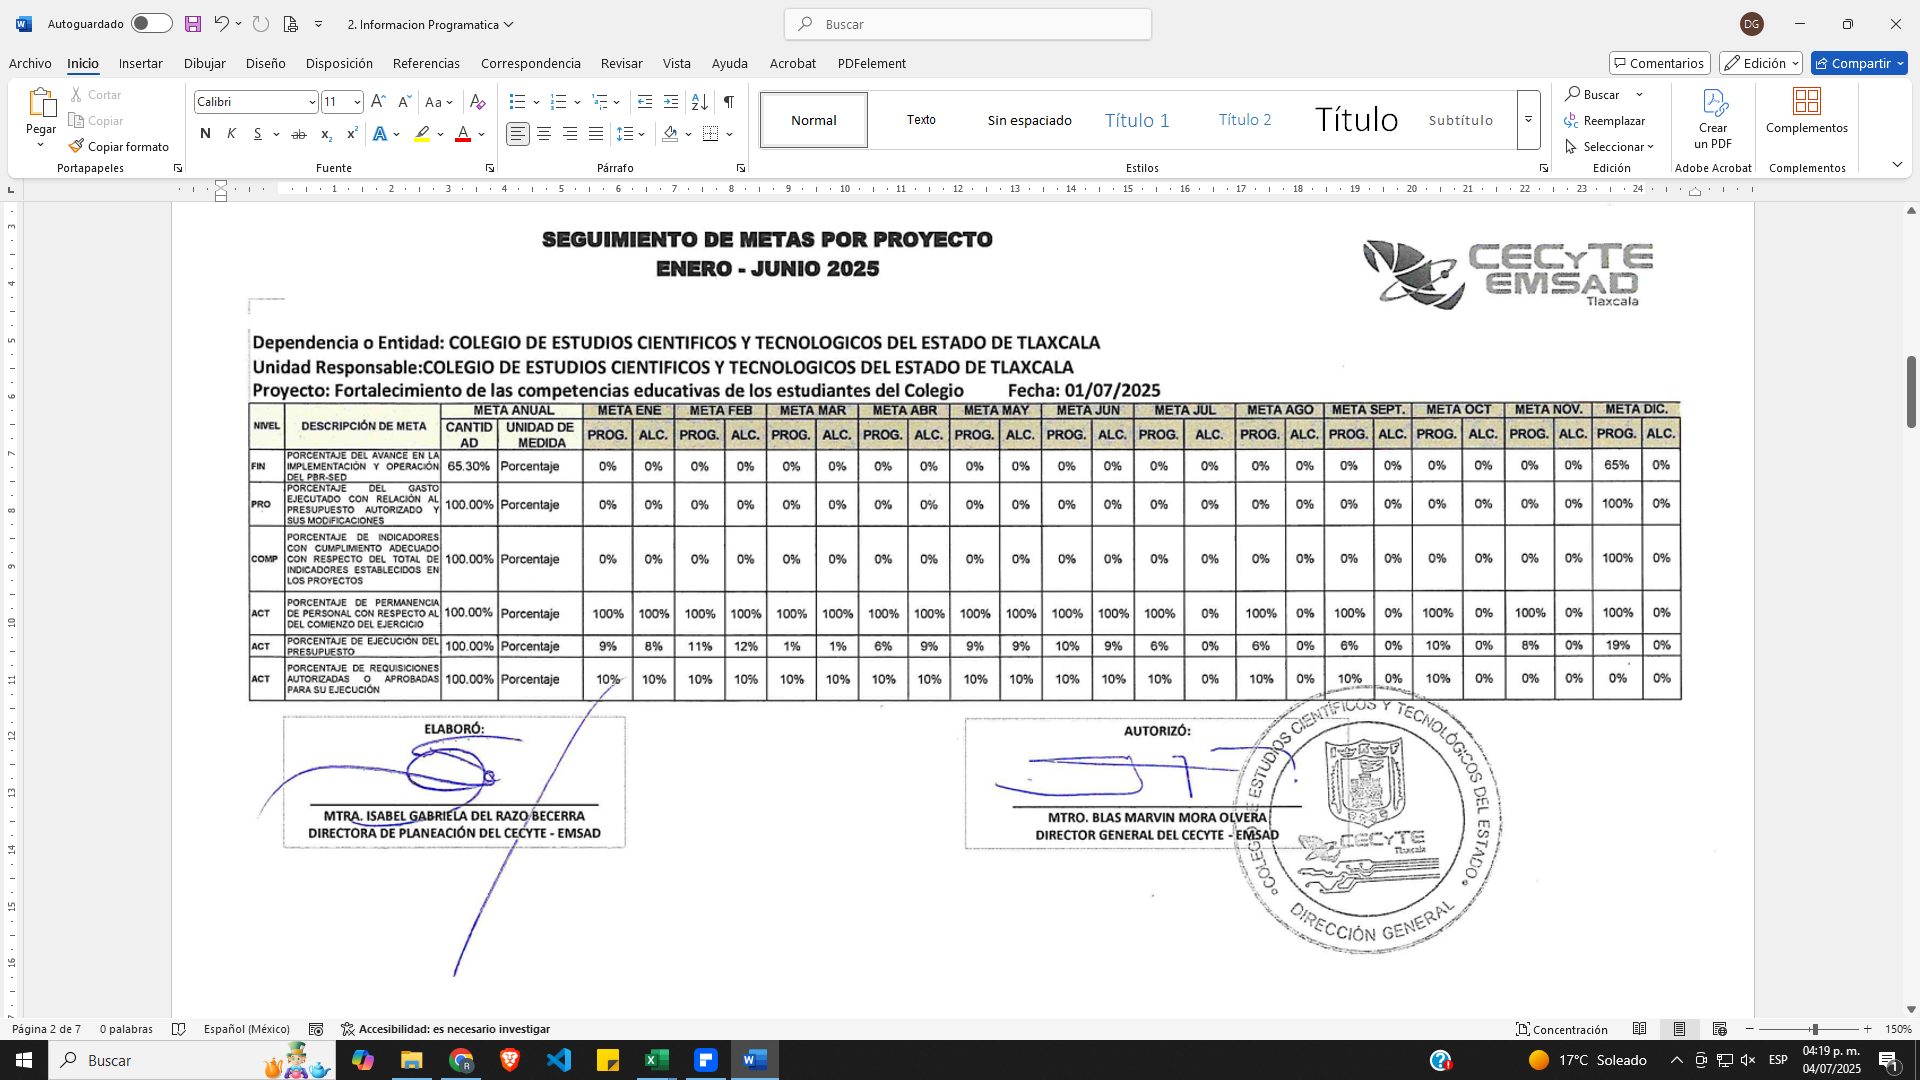 Autoguardado
2. Informacion Programatica
Buscar
DG
Archivo Inicio Insertar Dibujar Diseño Disposición Referencias Correspondencia Revisar Vista Ayuda Acrobat PDFelement
Comentarios Edición Compartir
Pegar
Cortar
Copiar
Copiar formato
Portapapeles
Calibri 11
Fuente
Párrafo
Normal Texto Sin espaciado Título 1 Título 2 Título Subtítulo
Estilos
Buscar
Reemplazar
Seleccionar
Edición
Crear
un PDF
Adobe Acrobat
Complementos
Complementos
SEGUIMIENTO DE METAS POR PROYECTO
ENERO - JUNIO 2025
CECyTE
EMSAD
Tlaxcala
Dependencia o Entidad: COLEGIO DE ESTUDIOS CIENTIFICOS Y TECNOLOGICOS DEL ESTADO DE TLAXCALA
Unidad Responsable:COLEGIO DE ESTUDIOS CIENTIFICOS Y TECNOLOGICOS DEL ESTADO DE TLAXCALA
Proyecto: Fortalecimiento de las competencias educativas de los estudiantes del Colegio Fecha: 01/07/2025
NIVEL DESCRIPCIÓN DE META META ANUAL META ENE META FEB META MAR META ABR META MAY META JUN META JUL META AGO META SEPT. META OCT META NOV. META DIC.
CANTID
AD
UNIDAD DE
MEDIDA
PROG. ALC. PROG. ALC. PROG. ALC. PROG. ALC. PROG. ALC. PROG. ALC. PROG. ALC. PROG. ALC. PROG. ALC. PROG. ALC. PROG. ALC. PROG. ALC.
FIN
PORCENTAJE DEL AVANCE EN LA
IMPLEMENTACIÓN Y OPERACIÓN
DEL PBR-SED
65.30% Porcentaje 0% 0% 0% 0% 0% 0% 0% 0% 0% 0% 0% 0% 0% 0% 0% 0% 0% 0% 0% 0% 0% 0% 65% 0%
PRO
PORCENTAJE DEL GASTO
EJECUTADO CON RELACIÓN AL
PRESUPUESTO AUTORIZADO Y
SUS MODIFICACIONES
100.00% Porcentaje 0% 0% 0% 0% 0% 0% 0% 0% 0% 0% 0% 0% 0% 0% 0% 0% 0% 0% 0% 0% 0% 0% 100% 0%
COMP
PORCENTAJE DE INDICADORES
CON CUMPLIMIENTO ADECUADO
CON RESPECTO DEL TOTAL DE
INDICADORES ESTABLECIDOS EN
LOS PROYECTOS
100.00% Porcentaje 0% 0% 0% 0% 0% 0% 0% 0% 0% 0% 0% 0% 0% 0% 0% 0% 0% 0% 0% 0% 0% 0% 100% 0%
ACT
PORCENTAJE DE PERMANENCIA
DE PERSONAL CON RESPECTO AL
DEL COMIENZO DEL EJERCICIO
100.00% Porcentaje 100% 100% 100% 100% 100% 100% 100% 100% 100% 100% 100% 100% 100% 0% 100% 0% 100% 0% 100% 0% 100% 0% 100% 0%
ACT
PORCENTAJE DE EJECUCIÓN DEL
PRESUPUESTO
100.00% Porcentaje 9% 8% 11% 12% 1% 1% 6% 9% 9% 9% 10% 9% 6% 0% 6% 0% 6% 0% 10% 0% 8% 0% 19% 0%
ACT
PORCENTAJE DE REQUISICIONES
AUTORIZADAS O APROBADAS
PARA SU EJECUCIÓN
100.00% Porcentaje 10% 10% 10% 10% 10% 10% 10% 10% 10% 10% 10% 10% 10% 0% 10% 0% 10% 0% 10% 0% 0% 0% 0% 0%
ELABORÓ:
MTRA. ISABEL GABRIELA DEL RAZO BECERRA
DIRECTORA DE PLANEACIÓN DEL CECYTE - EMSAD
AUTORIZÓ:
MTRO. BLAS MARVIN MORA OLVERA
DIRECTOR GENERAL DEL CECYTE - EMSAD
COLEGIO DE ESTUDIOS CIENTÍFICOS Y TECNOLÓGICOS DEL ESTADO
CECyTE
Tlaxcala
DIRECCIÓN GENERAL
Página 2 de 7 0 palabras Español (México) Accesibilidad: es necesario investigar
Concentración 150%
Buscar
17°C Soleado
ESP
04:19 p. m.
04/07/2025
1